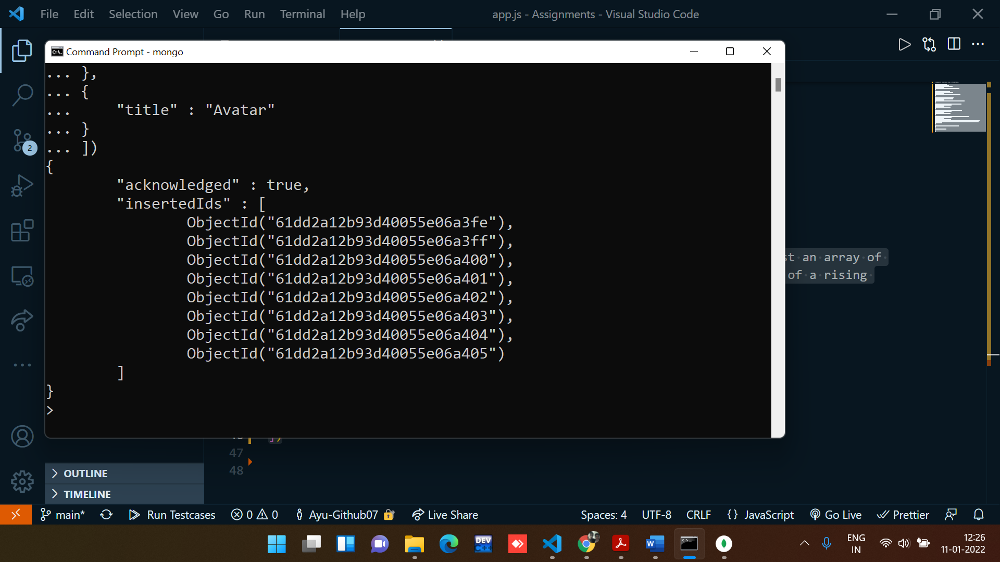 File Edit Selection View Go Run Terminal Help
app.js - Assignments - Visual Studio Code
Command Prompt - mongo
... },
... {
... "title" : "Avatar"
... }
... ])
{
"acknowledged" : true,
"insertedIds" : [
ObjectId("61dd2a12b93d40055e06a3fe"),
ObjectId("61dd2a12b93d40055e06a3ff"),
ObjectId("61dd2a12b93d40055e06a400"),
ObjectId("61dd2a12b93d40055e06a401"),
ObjectId("61dd2a12b93d40055e06a402"),
ObjectId("61dd2a12b93d40055e06a403"),
ObjectId("61dd2a12b93d40055e06a404"),
ObjectId("61dd2a12b93d40055e06a405")
]
}
>
an array of
of a rising
2
47
48
OUTLINE
TIMELINE
main* Run Testcases 0 0 Ayu-Github07 Live Share
Spaces: 4 UTF-8 CRLF {} JavaScript Go Live Prettier
DEV C++
W
ENG
IN
12:26
11-01-2022